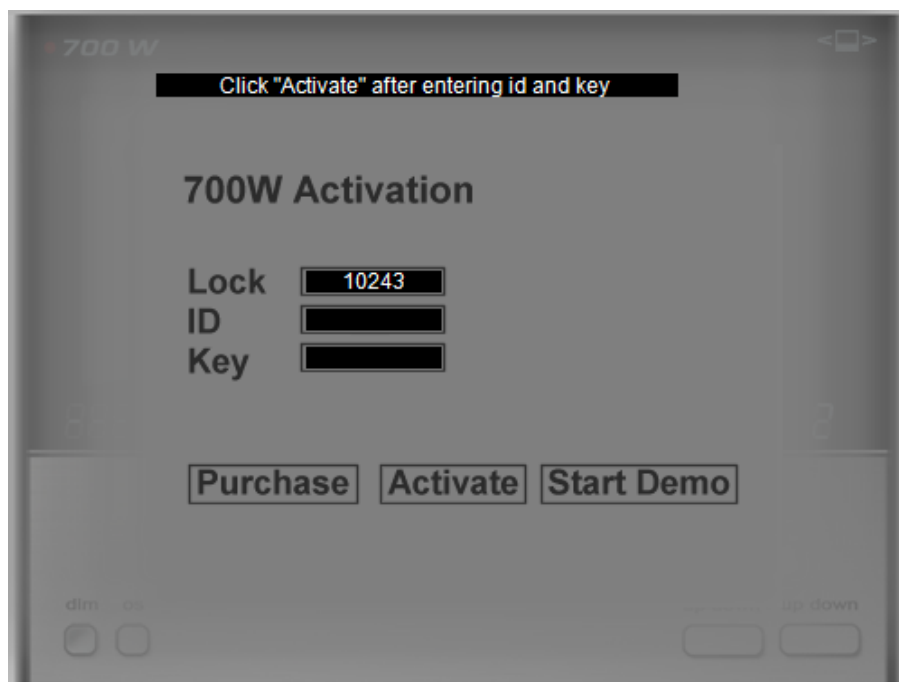 700 W
< >
Click "Activate" after entering id and key
700W Activation
Lock 10243
ID
Key
2
Purchase Activate Start Demo
dim
up down